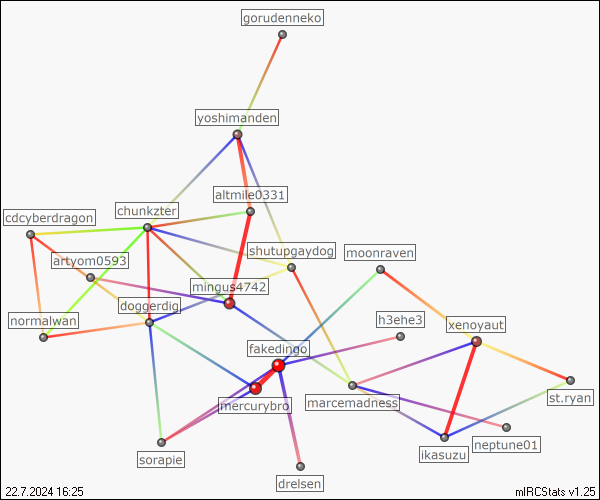 gorudenneko
yoshimanden
altmile0331
chunkzter
cdcyberdragon
shutupgaydog
moonraven
artyom0593
mingus4742
doggerdig
normalwan
h3ehe3
xenoyaut
fakedingo
mercurybro
marcemadness
st.ryan
neptune01
ikasuzu
sorapie
drelsen
22.7.2024 16:25
mIRCStats v1.25